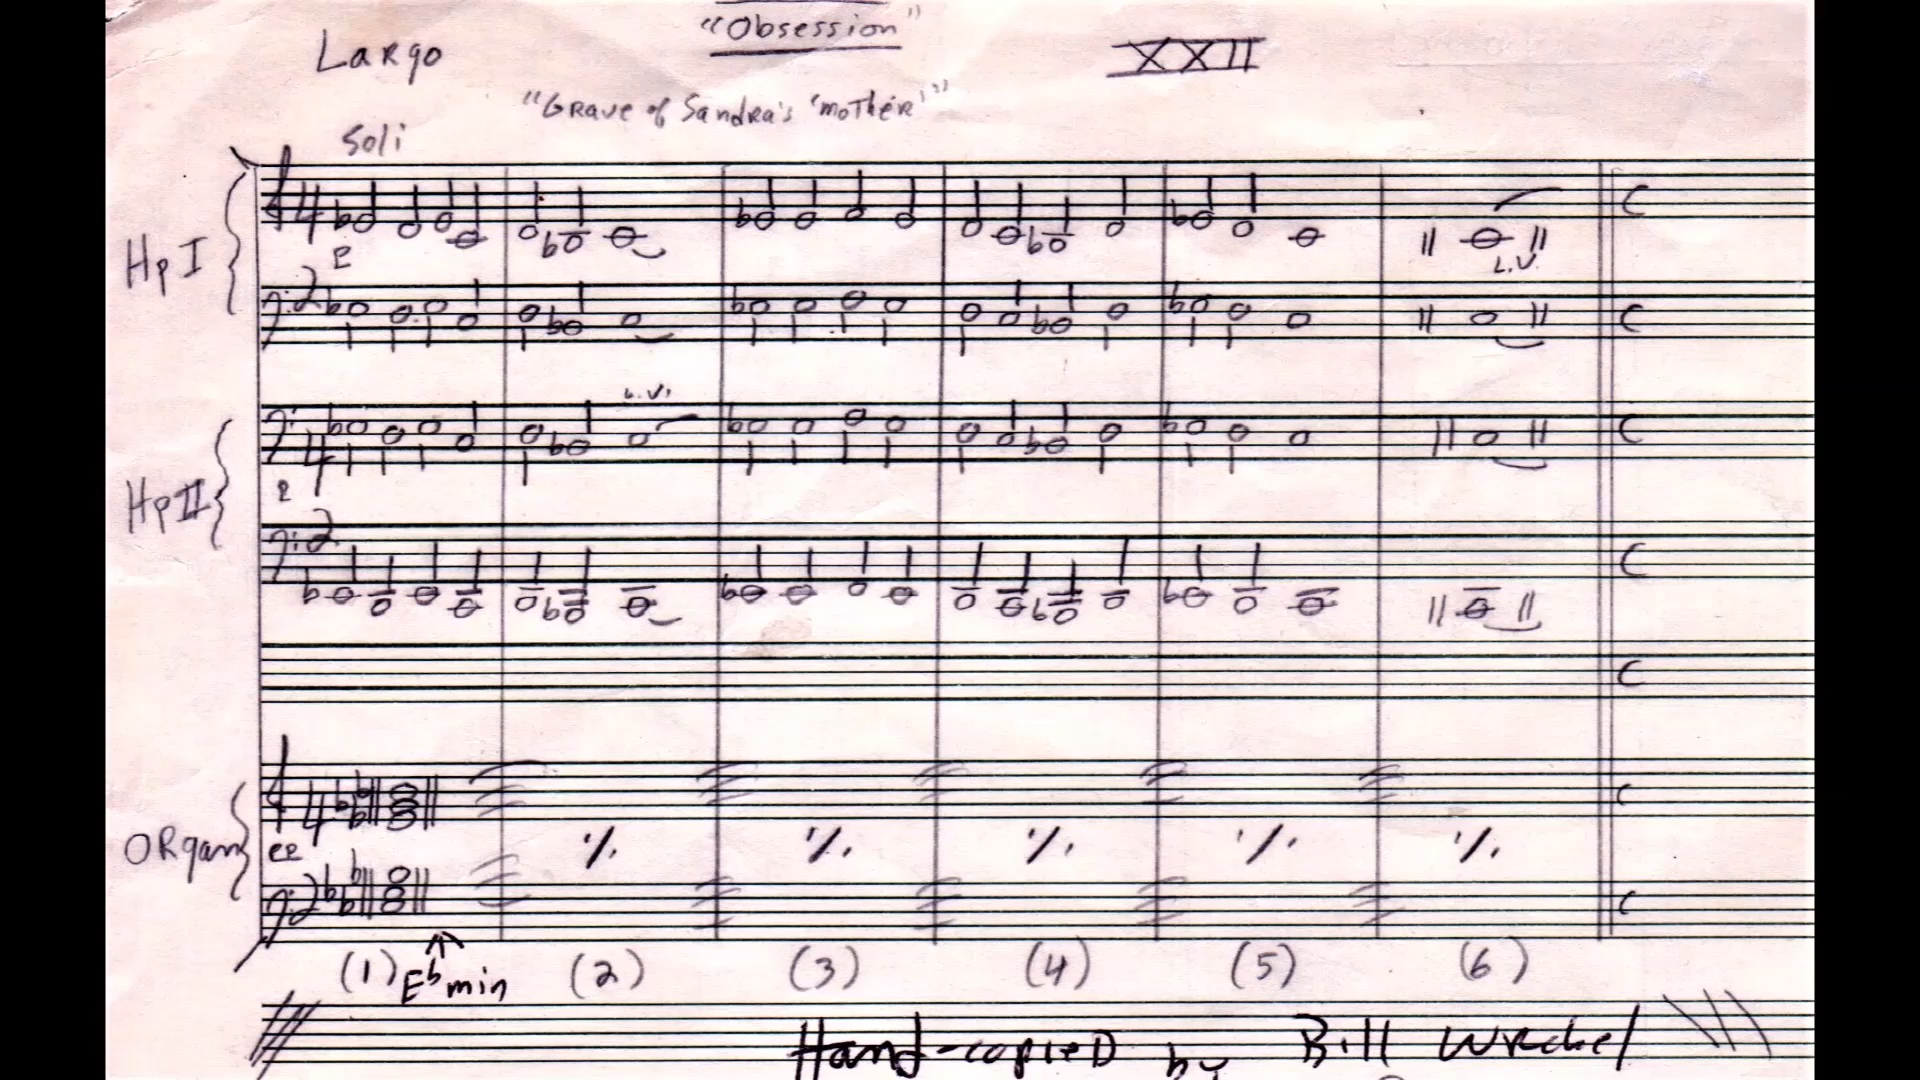 "Obsession"
Largo
XXII
"Grave of Sandra's 'mother'"
Soli
Hp I
L.V.
L.V.
Hp II
Organ
(1) Eb min (2) (3) (4) (5) (6)
Hand-copied by Bill Wrobel